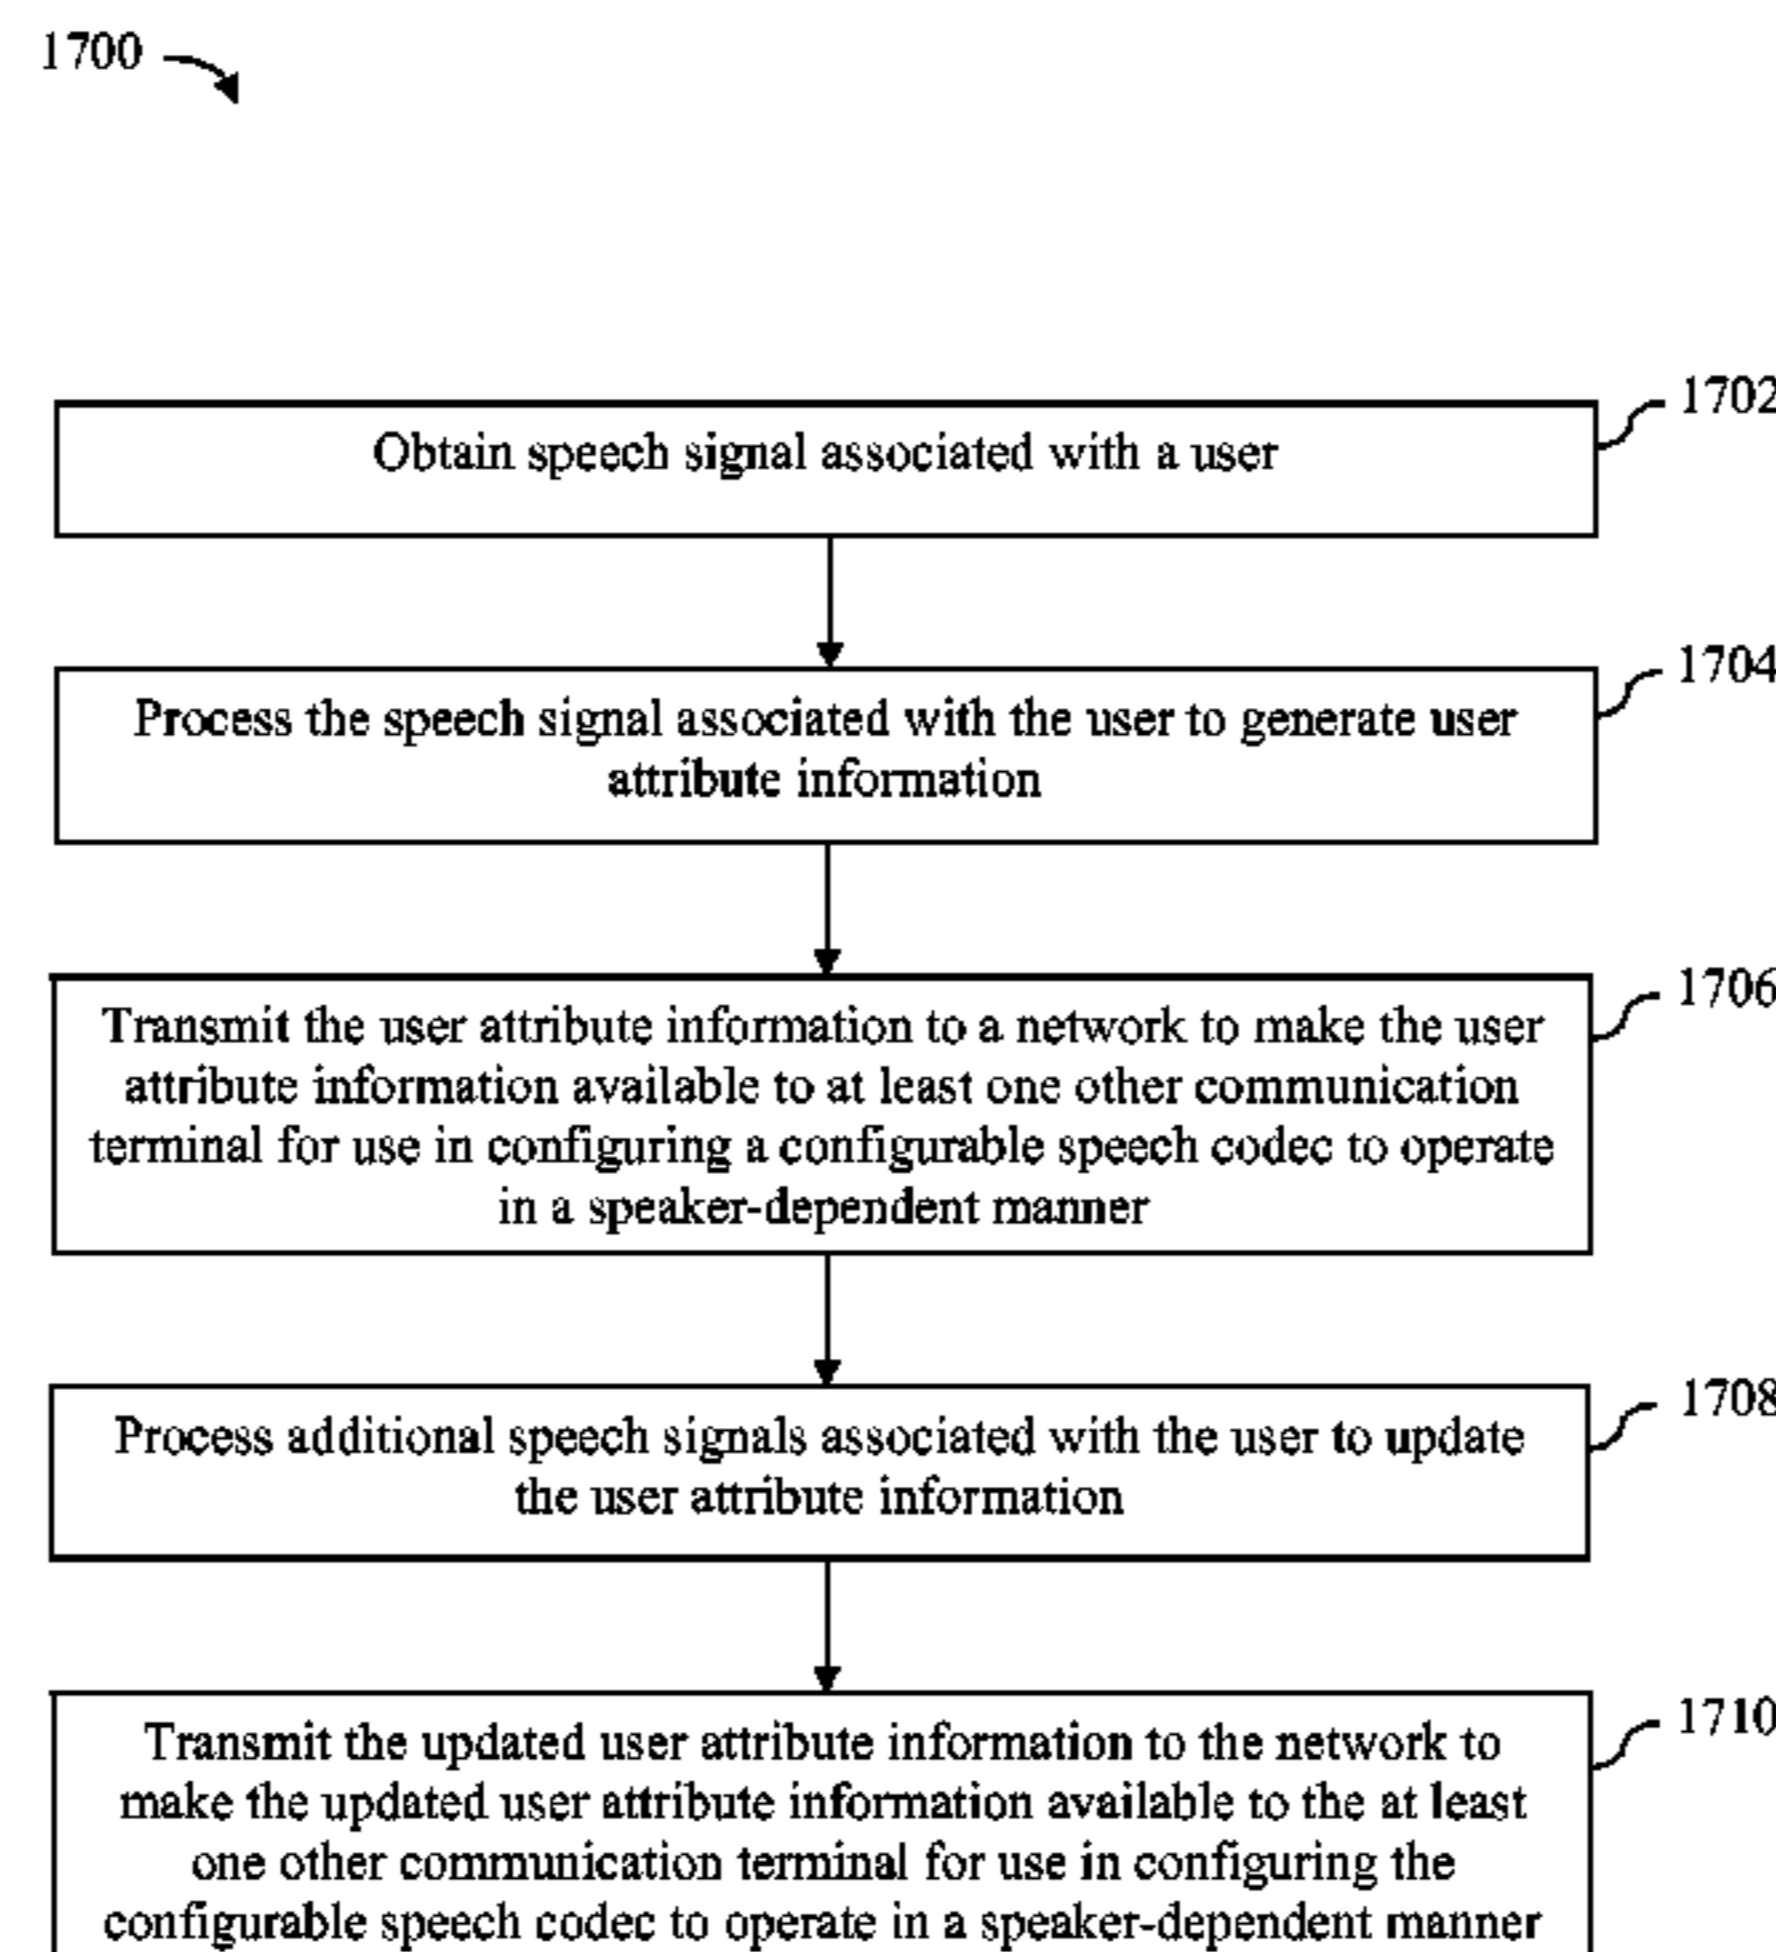 1700
1702
Obtain speech signal associated with a user
1704
Process the speech signal associated with the user to generate user
attribute information
1706
Transmit the user attribute information to a network to make the user
attribute information available to at least one other communication
terminal for use in configuring a configurable speech codec to operate
in a speaker-dependent manner
1708
Process additional speech signals associated with the user to update
the user attribute information
1710
Transmit the updated user attribute information to the network to
make the updated user attribute information available to the at least
one other communication terminal for use in configuring the
configurable speech codec to operate in a speaker-dependent manner